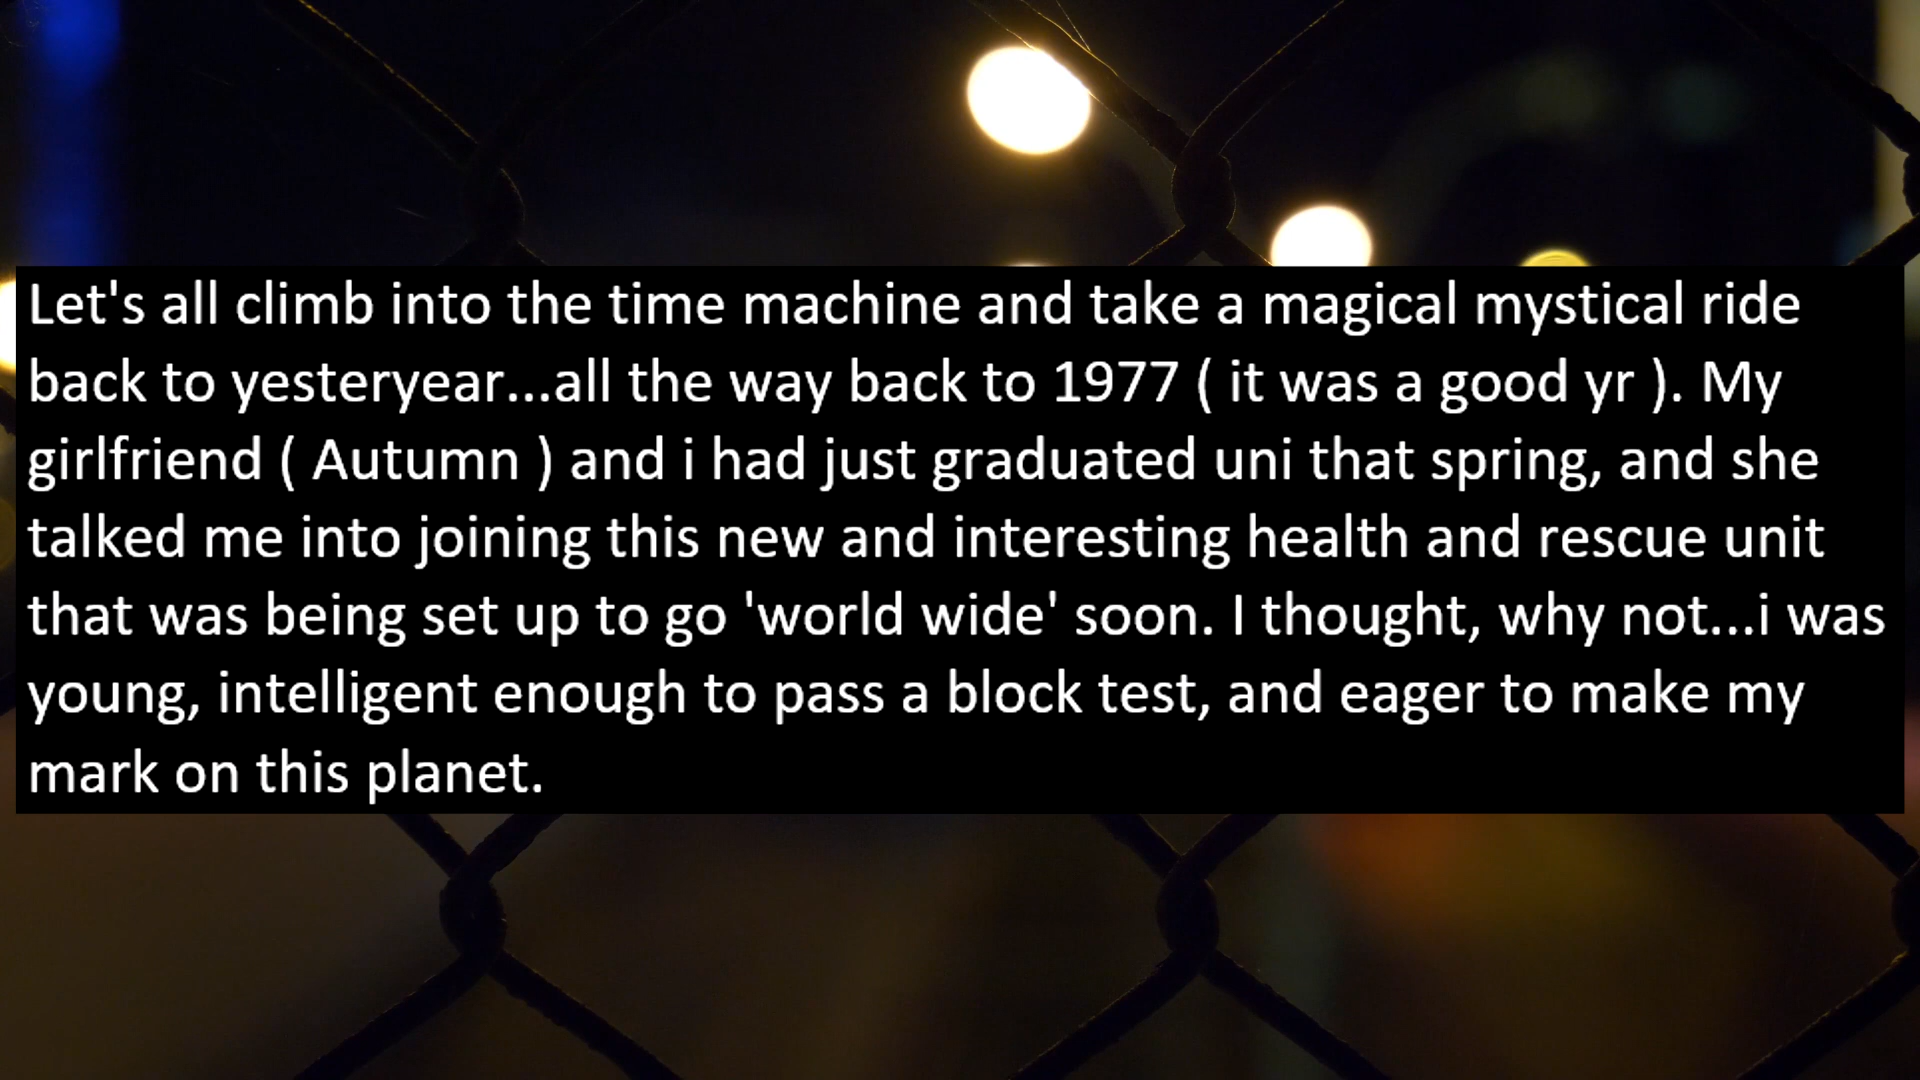 Let's all climb into the time machine and take a magical mystical ride
back to yesteryear...all the way back to 1977 ( it was a good yr ). My
girlfriend ( Autumn ) and i had just graduated uni that spring, and she
talked me into joining this new and interesting health and rescue unit
that was being set up to go 'world wide' soon. I thought, why not...i was
young, intelligent enough to pass a block test, and eager to make my
mark on this planet.